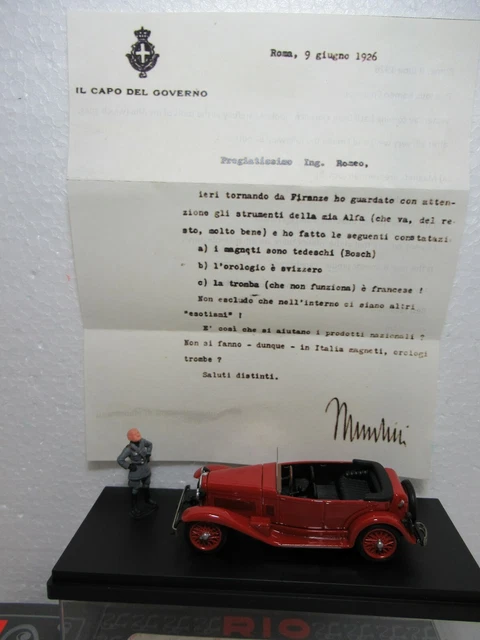 Roma, 9 giugno 1926
IL CAPO DEL GOVERNO
Pregiatissimo Ing. Romeo,
ieri tornando da Firenze ho guardato con atten-
zione gli strumenti della mia Alfa (che va, del re
sto, molto bene) e ho fatto le seguenti constatazi
a) i magneti sono tedeschi (Bosch)
b) l'orologio è svizzero
c) la tromba (che non funziona) è francese !
Non escludo che nell'interno ci siano altri
"esotismi" !
E' così che si aiutano i prodotti nazionali ?
Non si fanno - dunque - in Italia magneti, orologi
trombe ?
Saluti distinti.
Mussolini
RIO